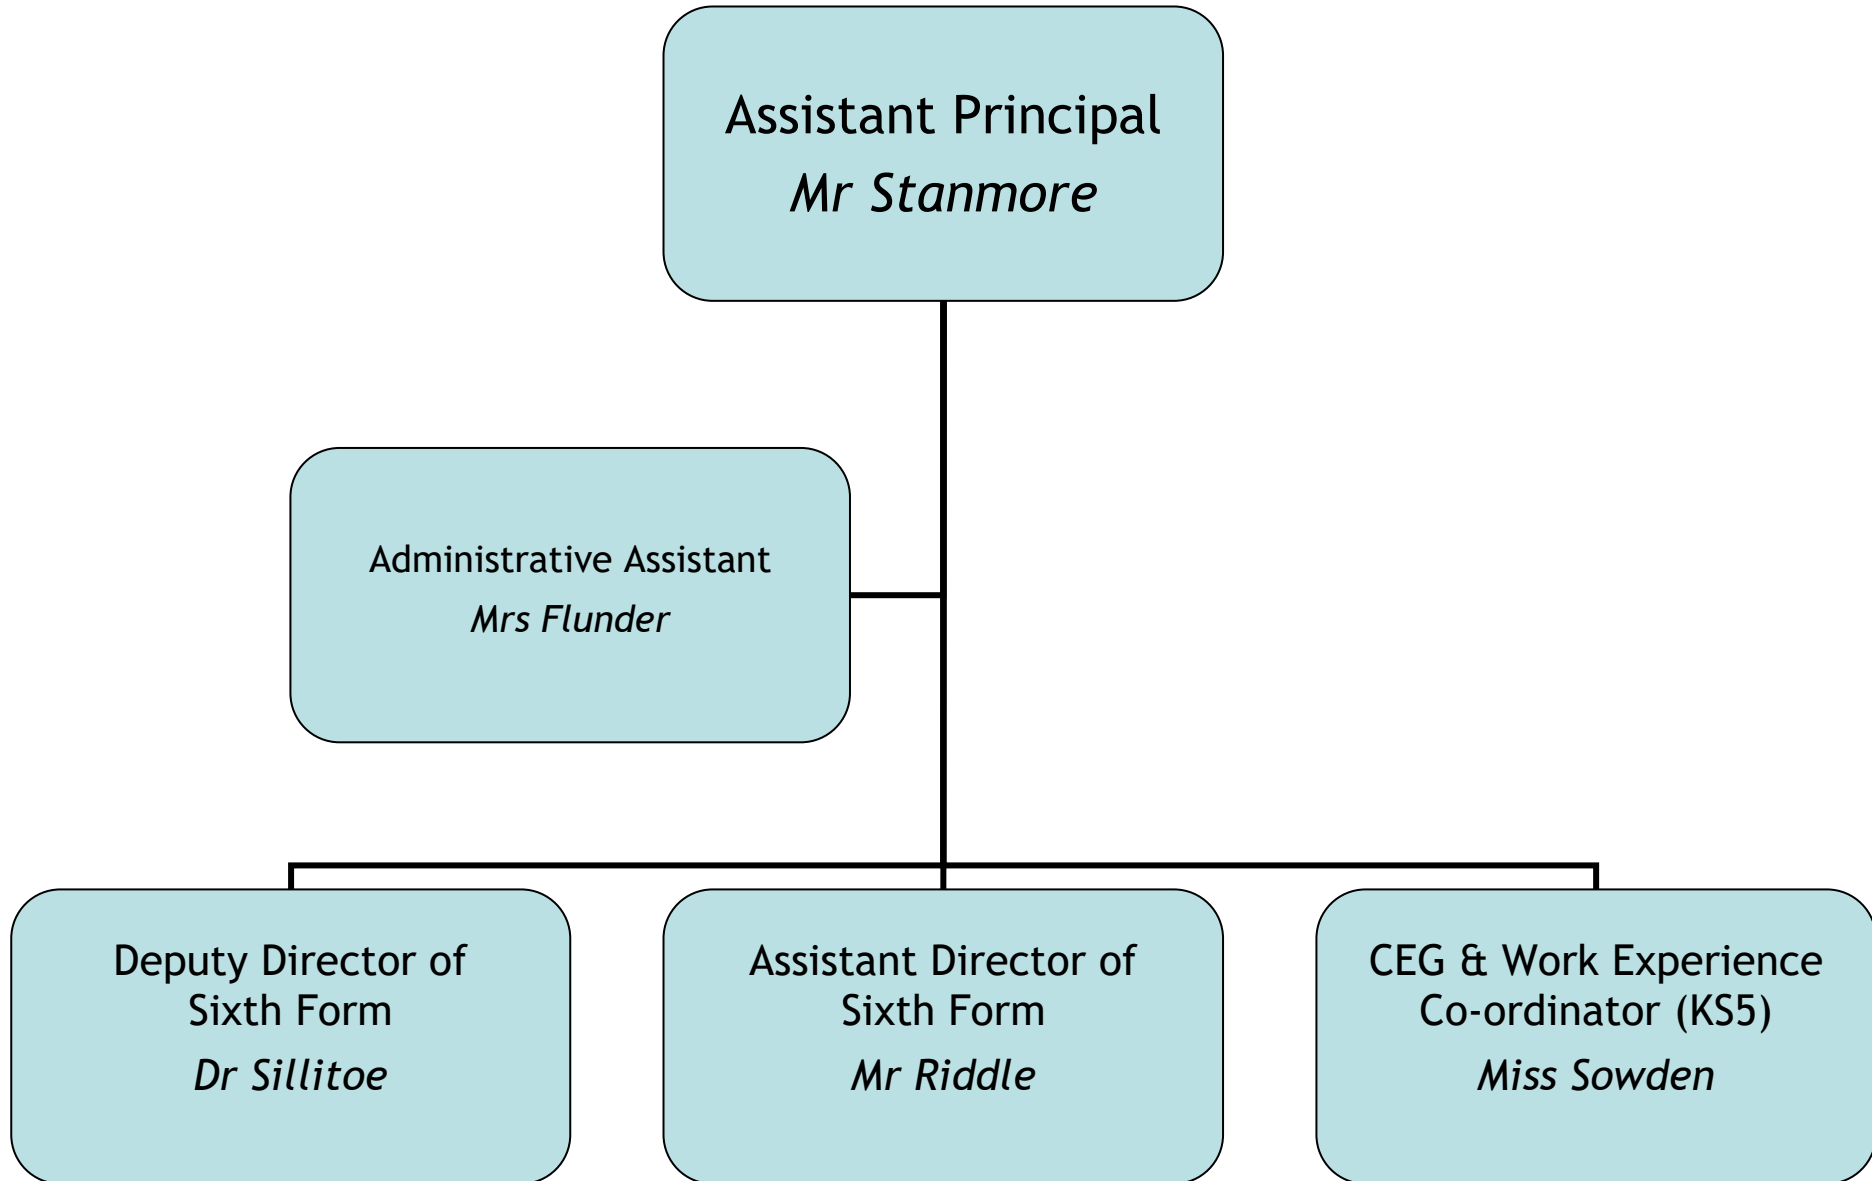 Assistant Principal
Mr Stanmore
Administrative Assistant
Mrs Flunder
Deputy Director of
Sixth Form
Dr Sillitoe
Assistant Director of
Sixth Form
Mr Riddle
CEG & Work Experience
Co-ordinator (KS5)
Miss Sowden